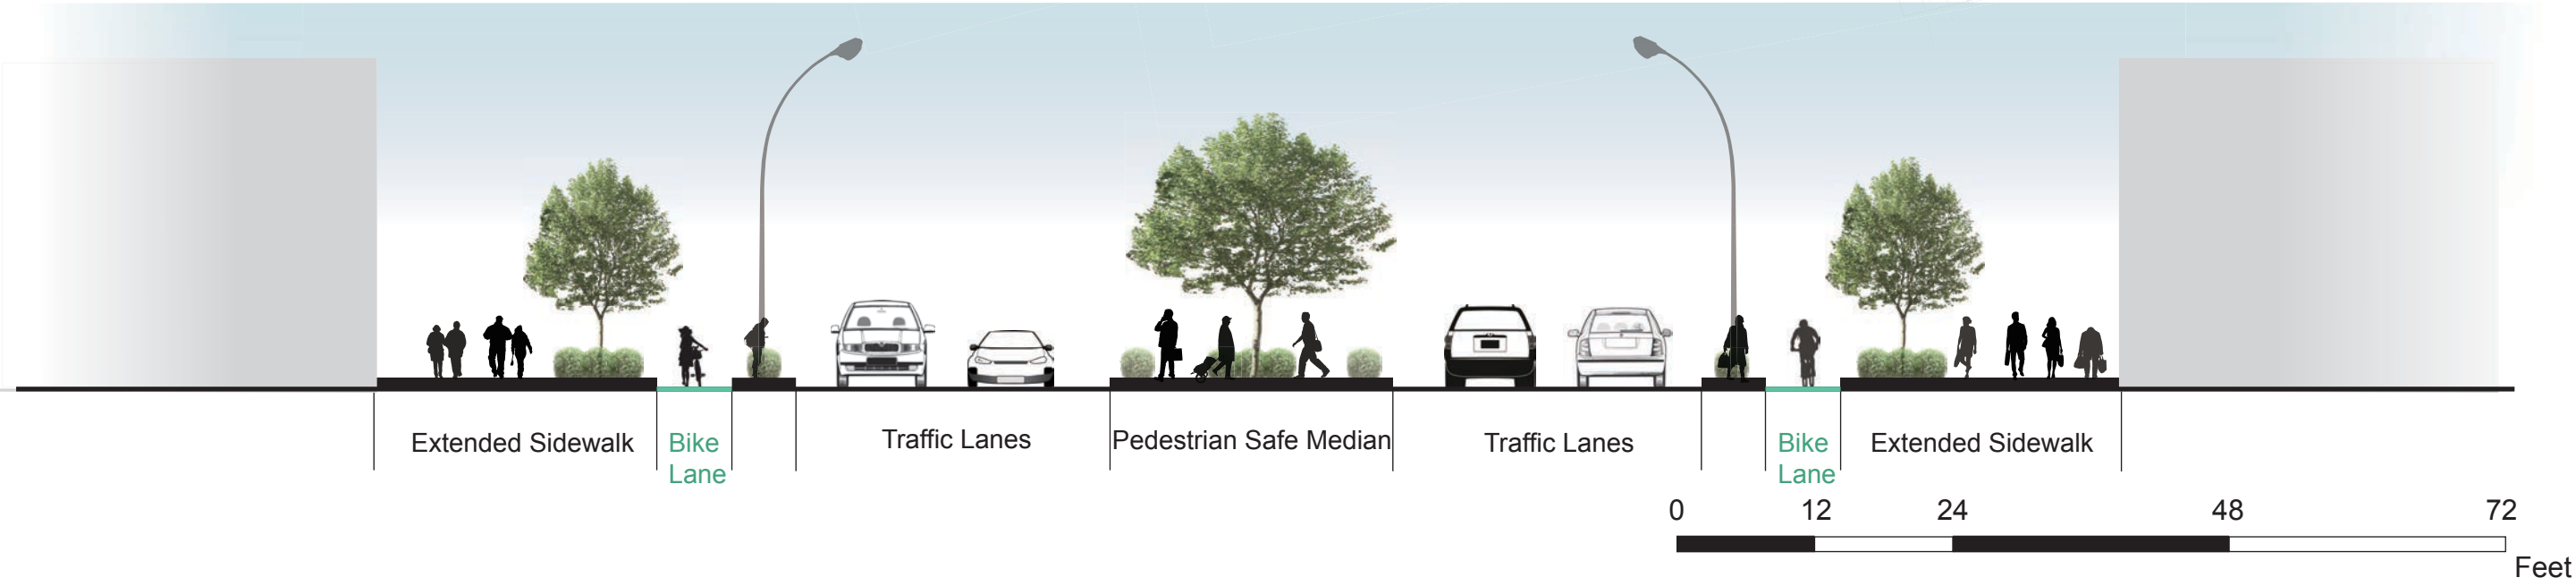 Extended Sidewalk
Bike
Lane
Traffic Lanes
Pedestrian Safe Median
Traffic Lanes
Bike
Lane
Extended Sidewalk
0 12 24 48 72
Feet